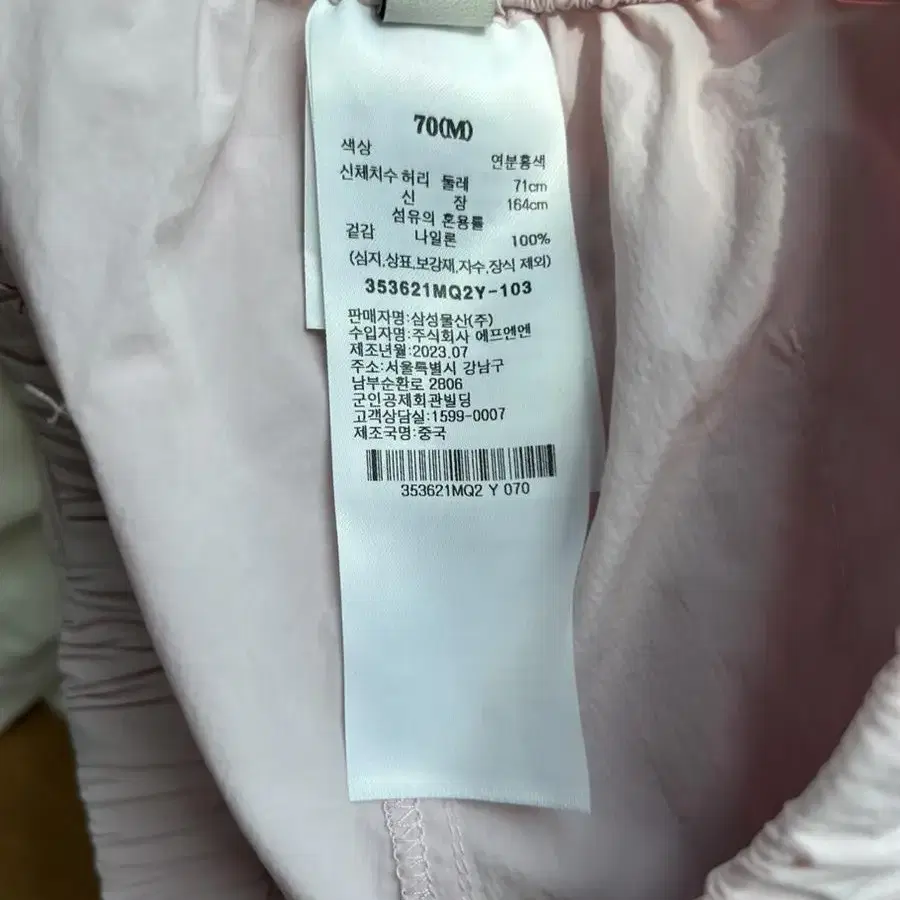 70(M)
색상 연분홍색
신체치수 허리 둘레 71cm
신 장 164cm
섬유의 혼용률
겉감 나일론 100%
(심지,상표,보강재,자수,장식 제외)
353621MQ2Y-103
판매자명:삼성물산(주)
수입자명:주식회사 에프엔엔
제조년월:2023.07
주소:서울특별시 강남구
남부순환로 2806
군인공제회관빌딩
고객상담실:1599-0007
제조국명:중국
353621MQ2 Y 070